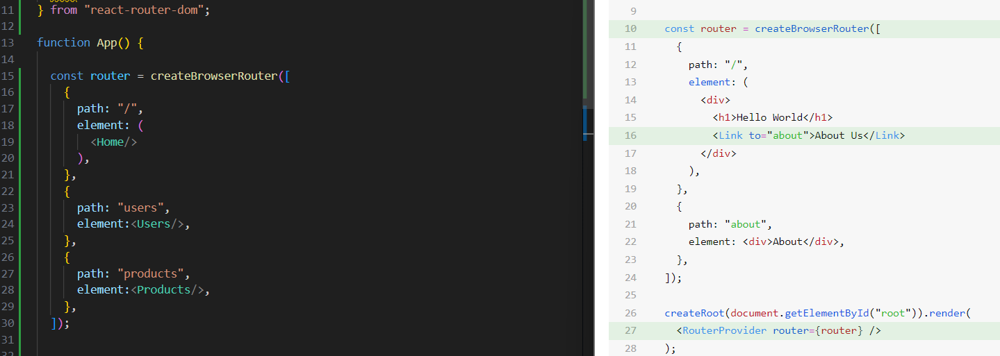 11 } from "react-router-dom";
12
13 function App() {
14
15   const router = createBrowserRouter([
16     {
17       path: "/",
18       element: (
19         <Home/>
20       ),
21     },
22     {
23       path: "users",
24       element:<Users/>,
25     },
26     {
27       path: "products",
28       element:<Products/>,
29     },
30   ]);
31
32
9
10 const router = createBrowserRouter([
11   {
12     path: "/",
13     element: (
14       <div>
15         <h1>Hello World</h1>
16         <Link to="about">About Us</Link>
17       </div>
18     ),
19   },
20   {
21     path: "about",
22     element: <div>About</div>,
23   },
24 ]);
25
26 createRoot(document.getElementById("root")).render(
27   <RouterProvider router={router} />
28 );